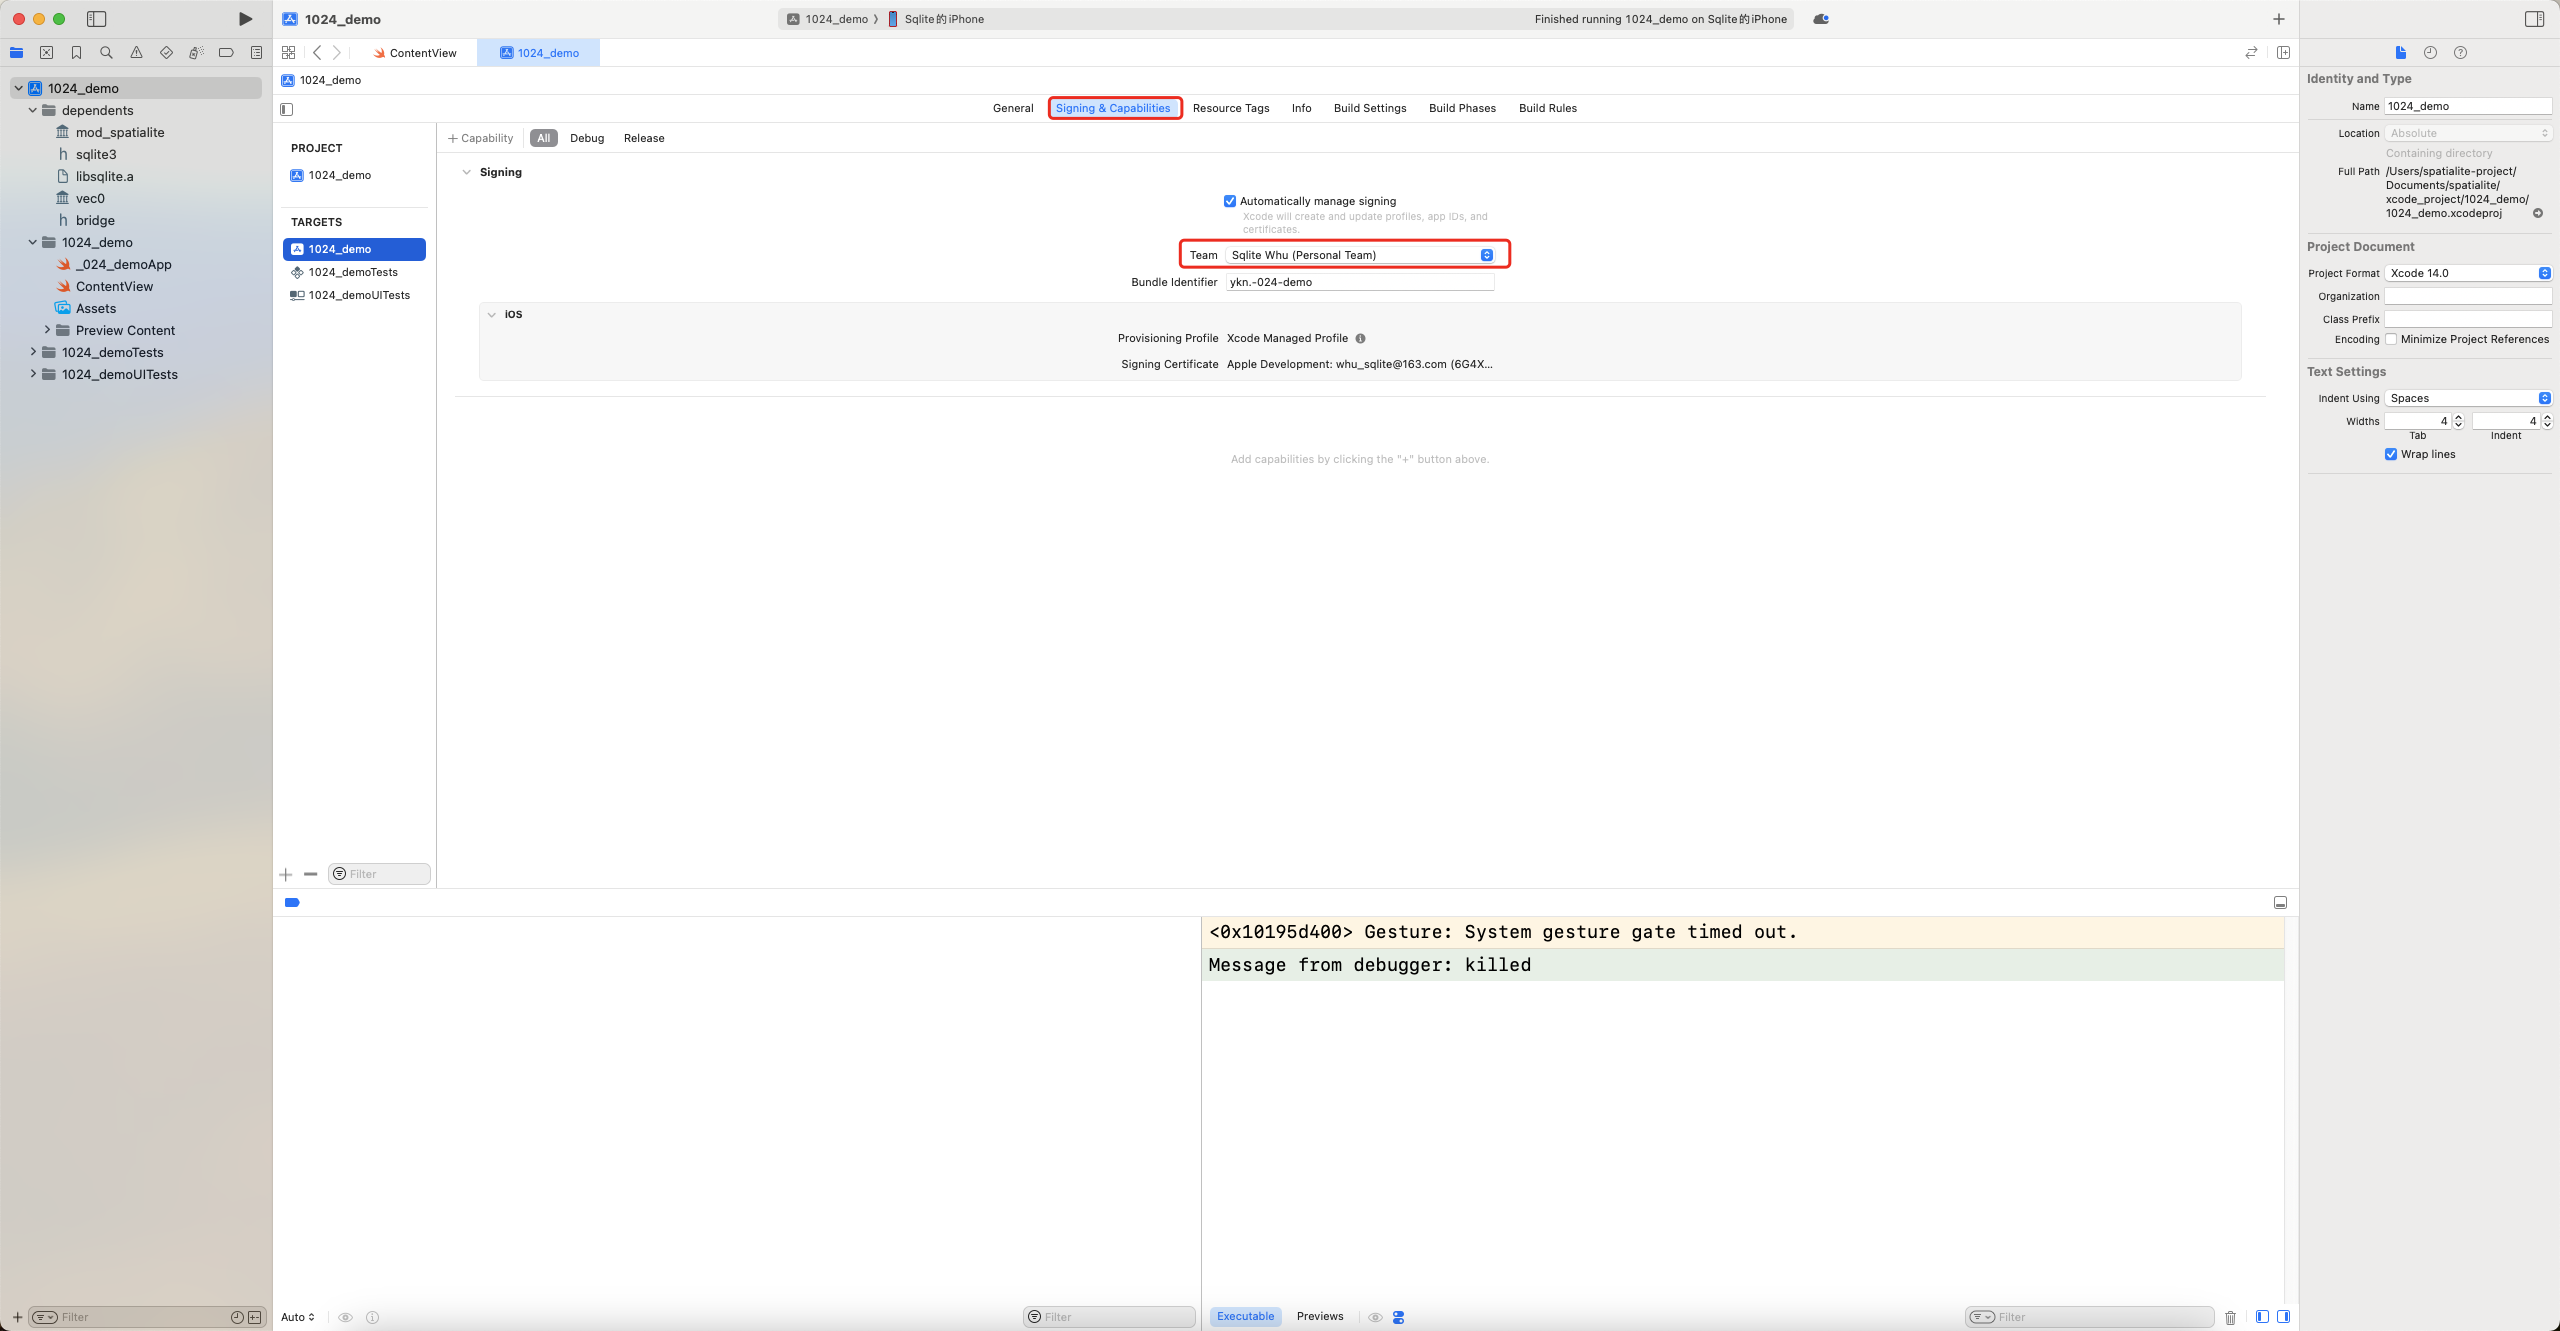 1024_demo
1024_demo 〉 Sqlite的iPhone
Finished running 1024_demo on Sqlite的iPhone
1024_demo
dependents
mod_spatialite
sqlite3
libsqlite.a
vec0
bridge
1024_demo
_024_demoApp
ContentView
Assets
Preview Content
1024_demoTests
1024_demoUITests
Filter
ContentView
1024_demo
1024_demo
General Signing & Capabilities Resource Tags Info Build Settings Build Phases Build Rules
PROJECT
1024_demo
TARGETS
1024_demo
1024_demoTests
1024_demoUITests
Filter
+ Capability All Debug Release
Signing
Automatically manage signing
Xcode will create and update profiles, app IDs, and
certificates.
Team Sqlite Whu (Personal Team)
Bundle Identifier ykn.-024-demo
iOS
Provisioning Profile Xcode Managed Profile
Signing Certificate Apple Development: whu_sqlite@163.com (6G4X...
Add capabilities by clicking the "+" button above.
Auto
Filter
<0x10195d400> Gesture: System gesture gate timed out.
Message from debugger: killed
Executable Previews
Filter
Identity and Type
Name 1024_demo
Location Absolute
Containing directory
Full Path /Users/spatialite-project/
Documents/spatialite/
xcode_project/1024_demo/
1024_demo.xcodeproj
Project Document
Project Format Xcode 14.0
Organization
Class Prefix
Encoding Minimize Project References
Text Settings
Indent Using Spaces
Widths 4 4
Tab Indent
Wrap lines